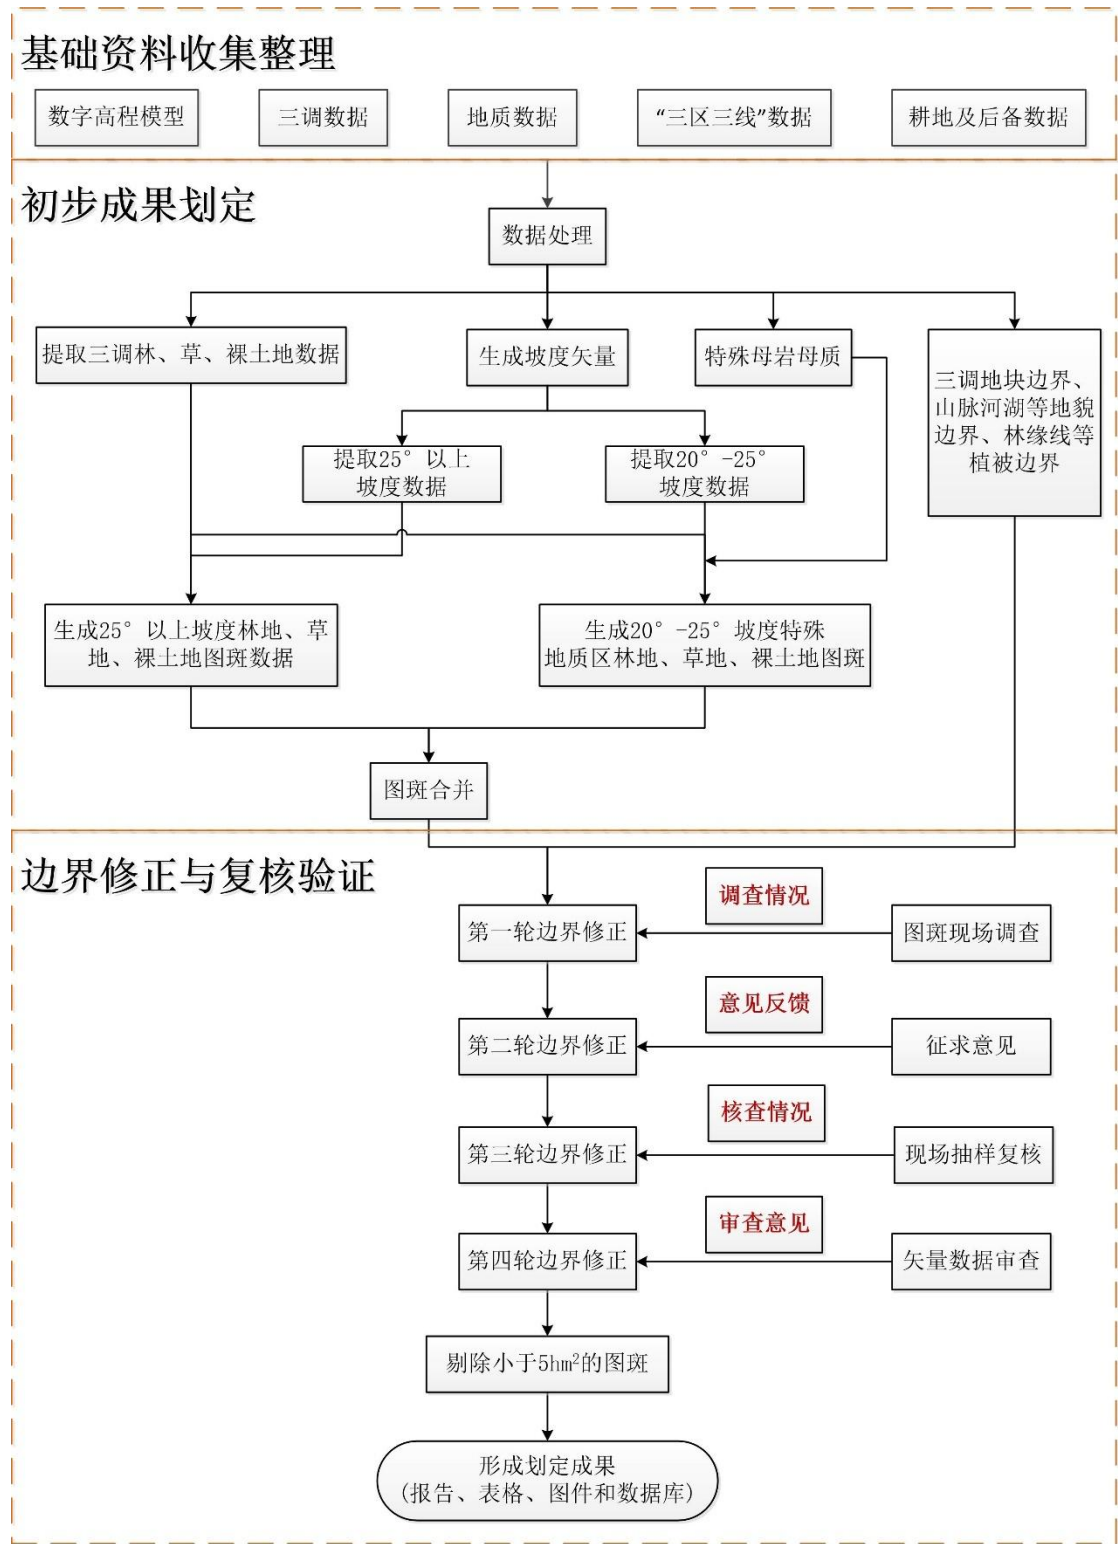 基础资料收集整理
数字高程模型
三调数据
地质数据
“三区三线”数据
耕地及后备数据
初步成果划定
数据处理
提取三调林、草、裸土地数据
生成坡度矢量
特殊母岩母质
三调地块边界、
山脉河湖等地貌
边界、林缘线等
植被边界
提取25°以上
坡度数据
提取20°-25°
坡度数据
生成25°以上坡度林地、草
地、裸土地图斑数据
生成20°-25°坡度特殊
地质区林地、草地、裸土地图斑
图斑合并
边界修正与复核验证
调查情况
第一轮边界修正
图斑现场调查
意见反馈
第二轮边界修正
征求意见
核查情况
第三轮边界修正
现场抽样复核
审查意见
第四轮边界修正
矢量数据审查
剔除小于5hm²的图斑
形成划定成果
(报告、表格、图件和数据库)